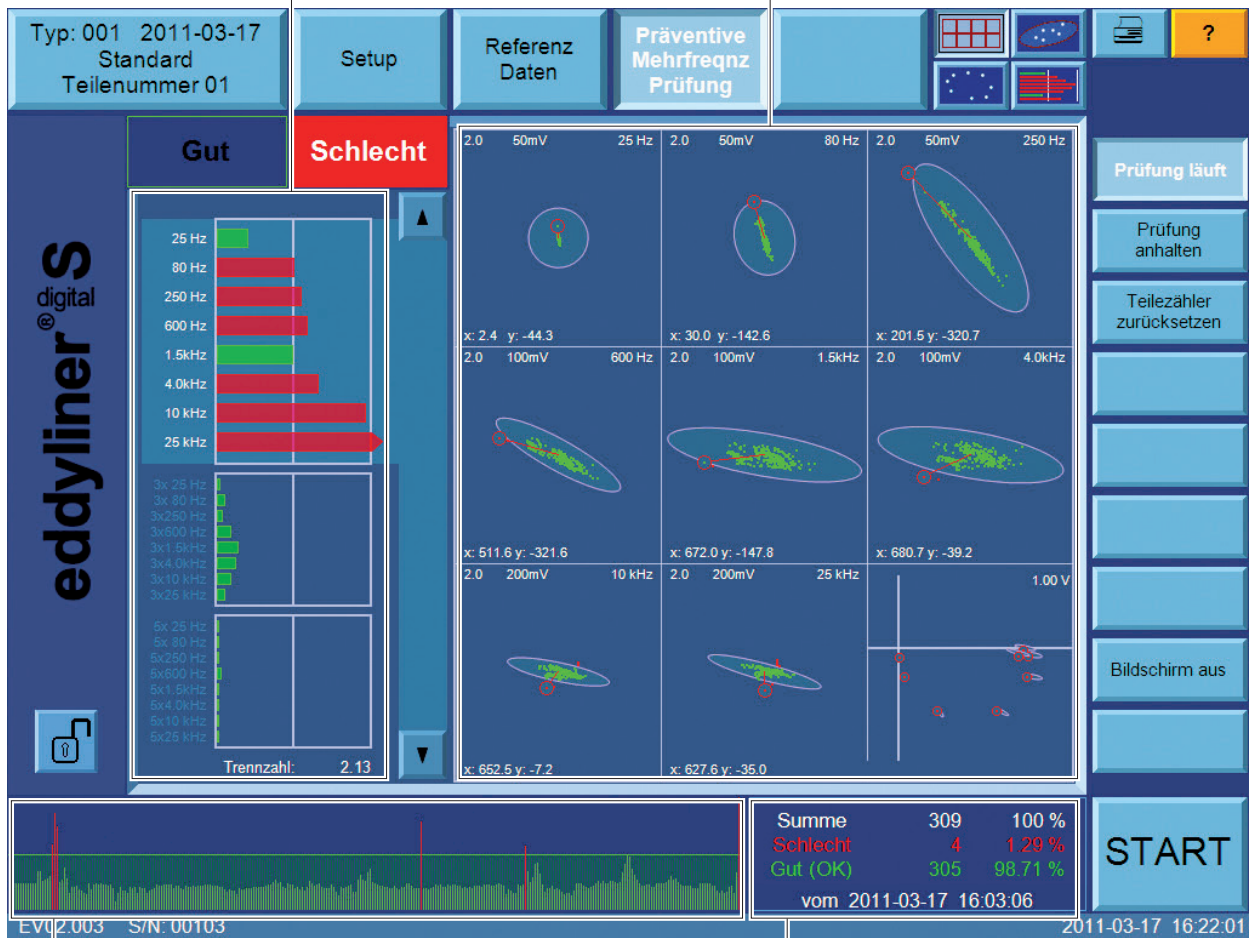 Typ: 001 2011-03-17
Standard
Teilenummer 01
Setup
Referenz
Daten
Präventive
Mehrfreqnz
Prüfung
?
Gut
Schlecht
eddyliner® digital S
25 Hz
80 Hz
250 Hz
600 Hz
1.5kHz
4.0kHz
10 kHz
25 kHz
3x 25 Hz
3x 80 Hz
3x250 Hz
3x600 Hz
3x1.5kHz
3x4.0kHz
3x10 kHz
3x25 kHz
5x 25 Hz
5x 80 Hz
5x250 Hz
5x600 Hz
5x1.5kHz
5x4.0kHz
5x10 kHz
5x25 kHz
Trennzahl: 2.13
2.0 50mV 25 Hz
x: 2.4 y: -44.3
2.0 50mV 80 Hz
x: 30.0 y: -142.6
2.0 50mV 250 Hz
x: 201.5 y: -320.7
2.0 100mV 600 Hz
x: 511.6 y: -321.6
2.0 100mV 1.5kHz
x: 672.0 y: -147.8
2.0 100mV 4.0kHz
x: 680.7 y: -39.2
2.0 200mV 10 kHz
x: 652.5 y: -7.2
2.0 200mV 25 kHz
x: 627.6 y: -35.0
1.00 V
Prüfung läuft
Prüfung
anhalten
Teilezähler
zurücksetzen
Bildschirm aus
Summe 309 100 %
Schlecht 4 1.29 %
Gut (OK) 305 98.71 %
vom 2011-03-17 16:03:06
START
EV02.003 S/N: 00103
2011-03-17 16:22:01